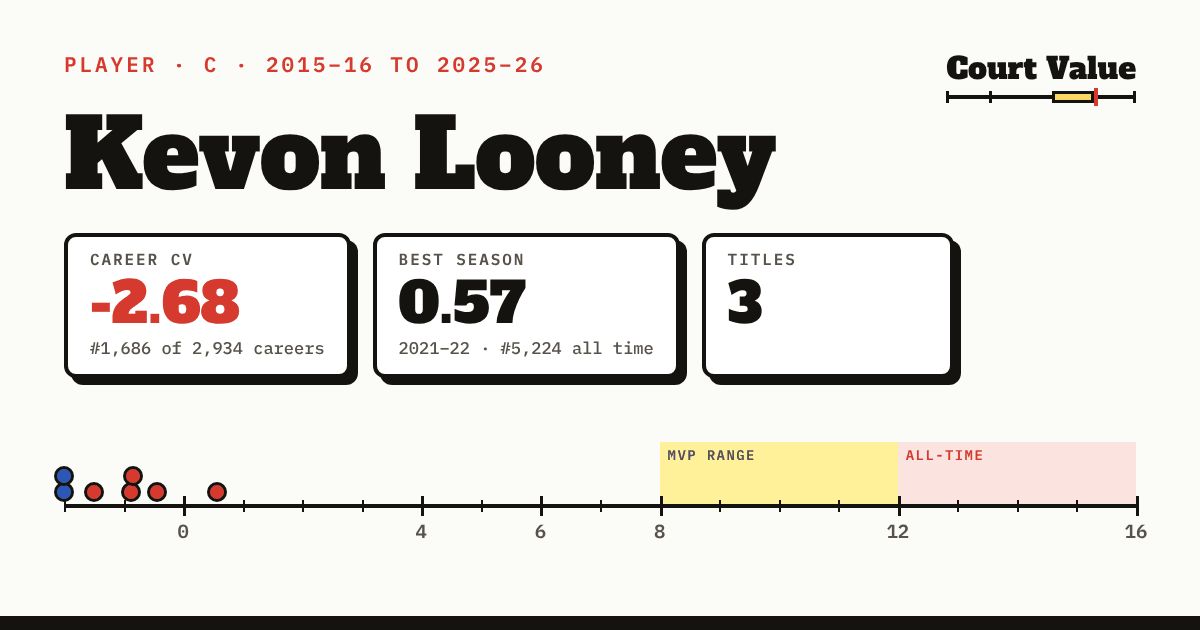 PLAYER · C · 2015–16 TO 2025–26
Court Value
Kevon Looney
CAREER CV
-2.68
#1,686 of 2,934 careers
BEST SEASON
0.57
2021–22 · #5,224 all time
TITLES
3
MVP RANGE
ALL-TIME
0 4 6 8 12 16